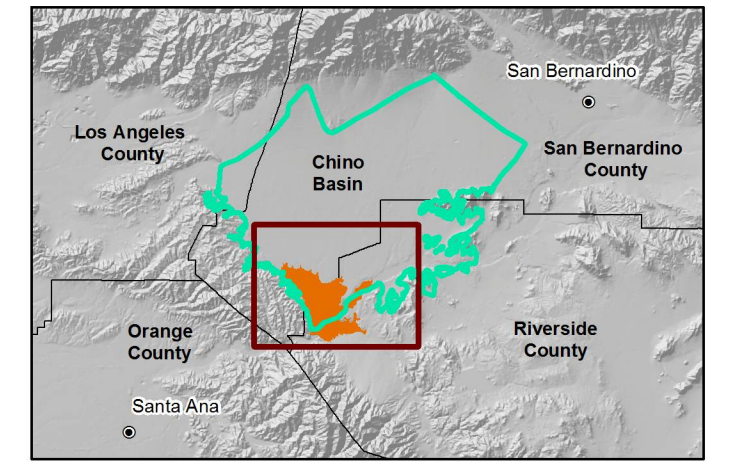 San Bernardino
Los Angeles
County
Chino
Basin
San Bernardino
County
Orange
County
Riverside
County
Santa Ana